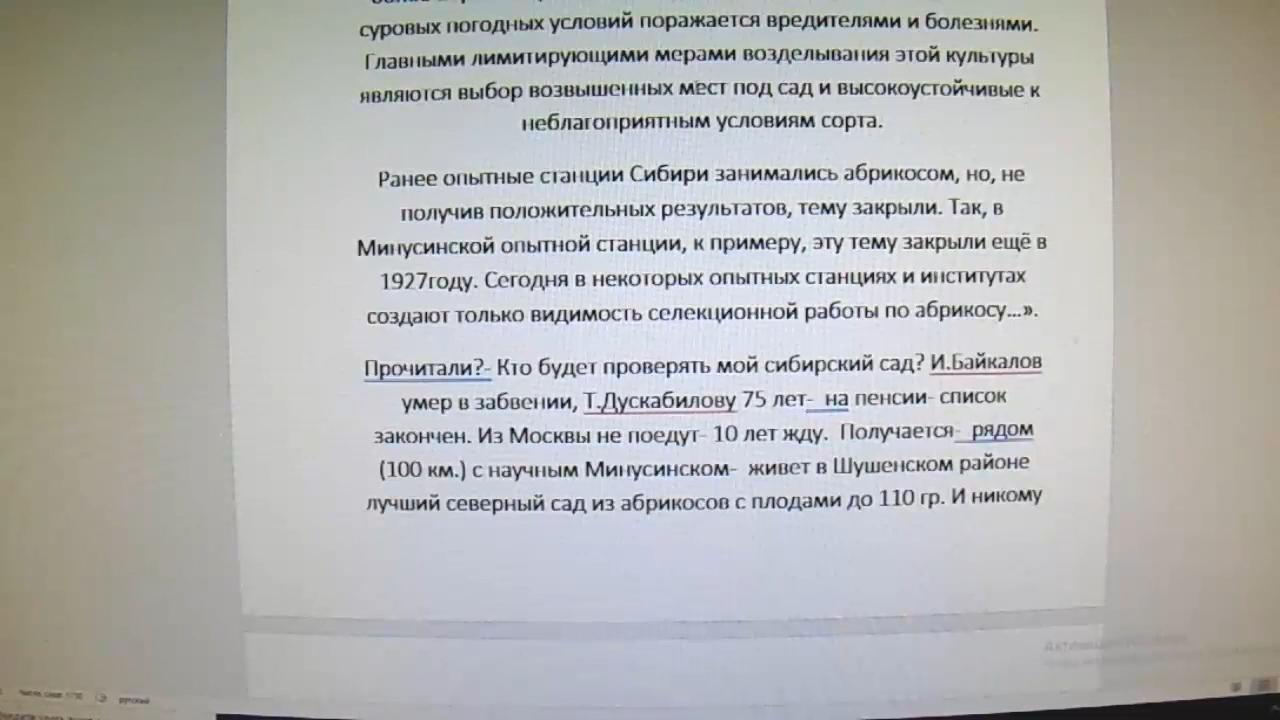 суровых погодных условий поражается вредителями и болезнями.
Главными лимитирующими мерами возделывания этой культуры
являются выбор возвышенных мест под сад и высокоустойчивые к
неблагоприятным условиям сорта.
Ранее опытные станции Сибири занимались абрикосом, но, не
получив положительных результатов, тему закрыли. Так, в
Минусинской опытной станции, к примеру, эту тему закрыли ещё в
1927году. Сегодня в некоторых опытных станциях и институтах
создают только видимость селекционной работы по абрикосу...».
Прочитали?- Кто будет проверять мой сибирский сад? И.Байкалов
умер в забвении, Т.Дускабилову 75 лет- на пенсии- список
закончен. Из Москвы не поедут- 10 лет жду. Получается- рядом
(100 км.) с научным Минусинском- живет в Шушенском районе
лучший северный сад из абрикосов с плодами до 110 гр. И никому
русский